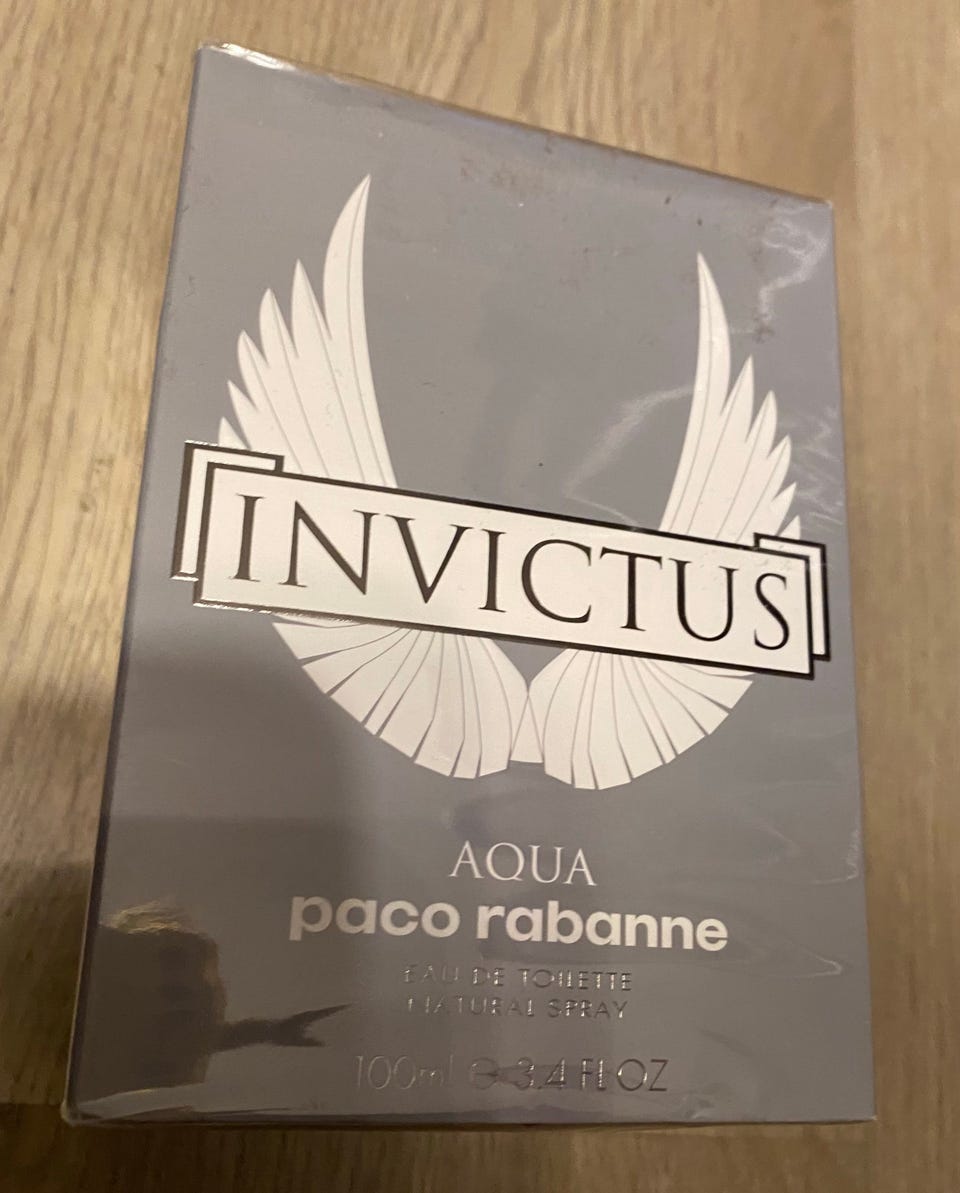 INVICTUS
AQUA
paco rabanne
EAU DE TOILETTE
NATURAL SPRAY
100ml ℮ 3.4 FL OZ